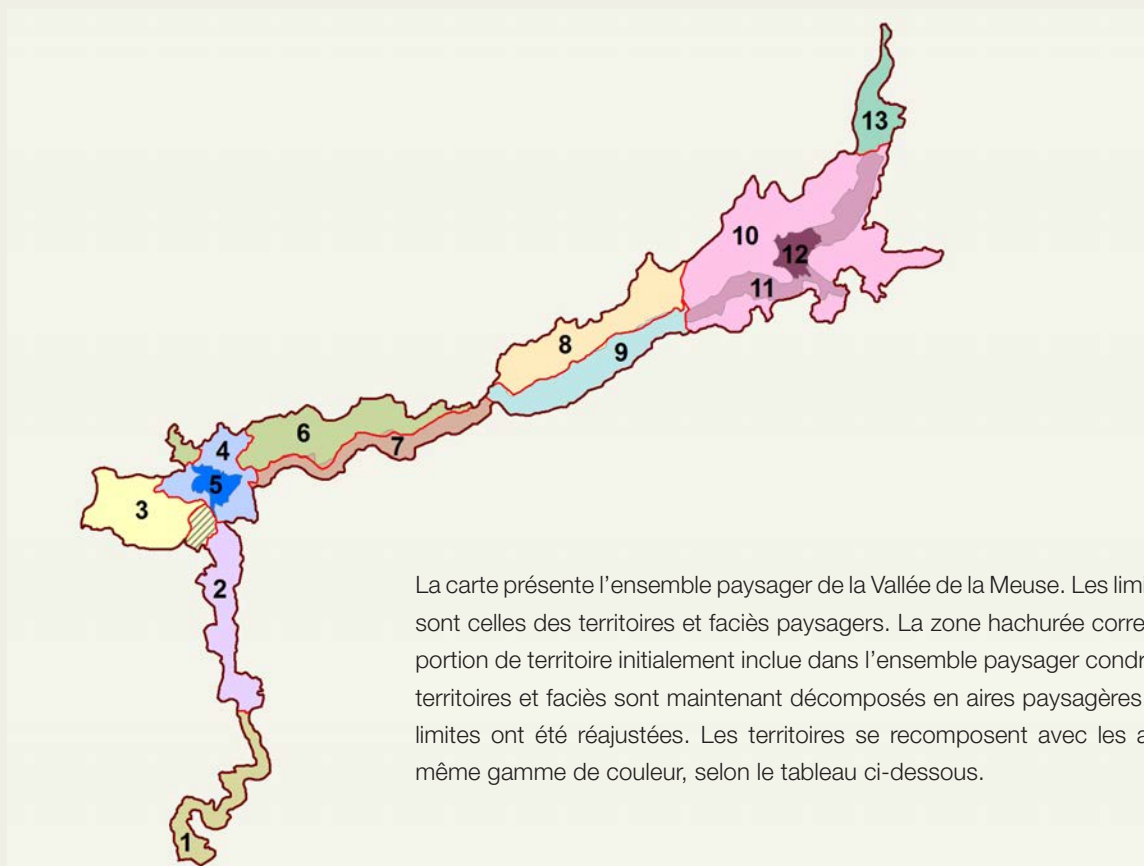 13
10
12
11
8
9
6
7
4
5
3
2
1
La carte présente l'ensemble paysager de la Vallée de la Meuse. Les limi
sont celles des territoires et faciès paysagers. La zone hachurée corre
portion de territoire initialement inclue dans l'ensemble paysager condr
territoires et faciès sont maintenant décomposés en aires paysagères
limites ont été réajustées. Les territoires se recomposent avec les a
même gamme de couleur, selon le tableau ci-dessous.